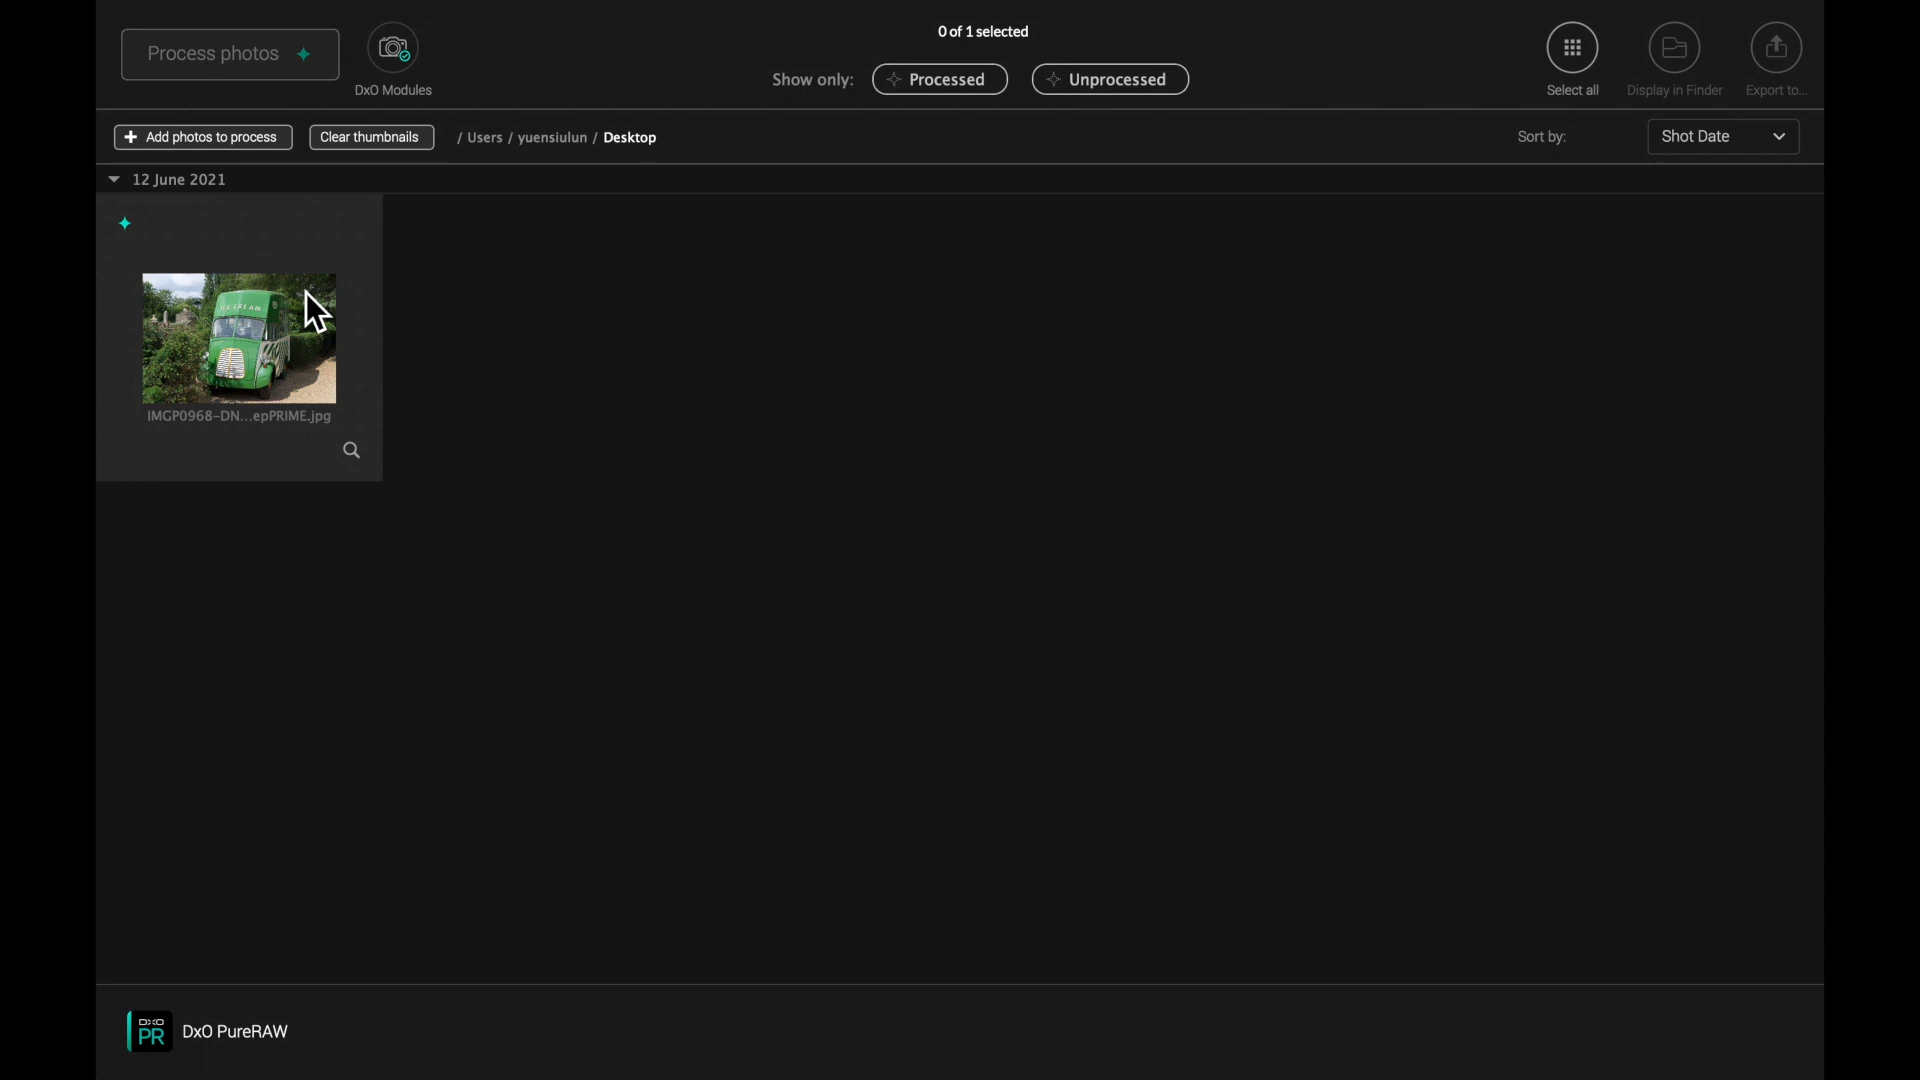 Process photos
DxO Modules
0 of 1 selected
Show only: Processed Unprocessed
Select all
Display in Finder
Export to...
+ Add photos to process
Clear thumbnails
/ Users / yuensiulun / Desktop
Sort by:
Shot Date
12 June 2021
ICE CREAM
IMGP0968-DN...epPRIME.jpg
DXO
PR
DxO PureRAW